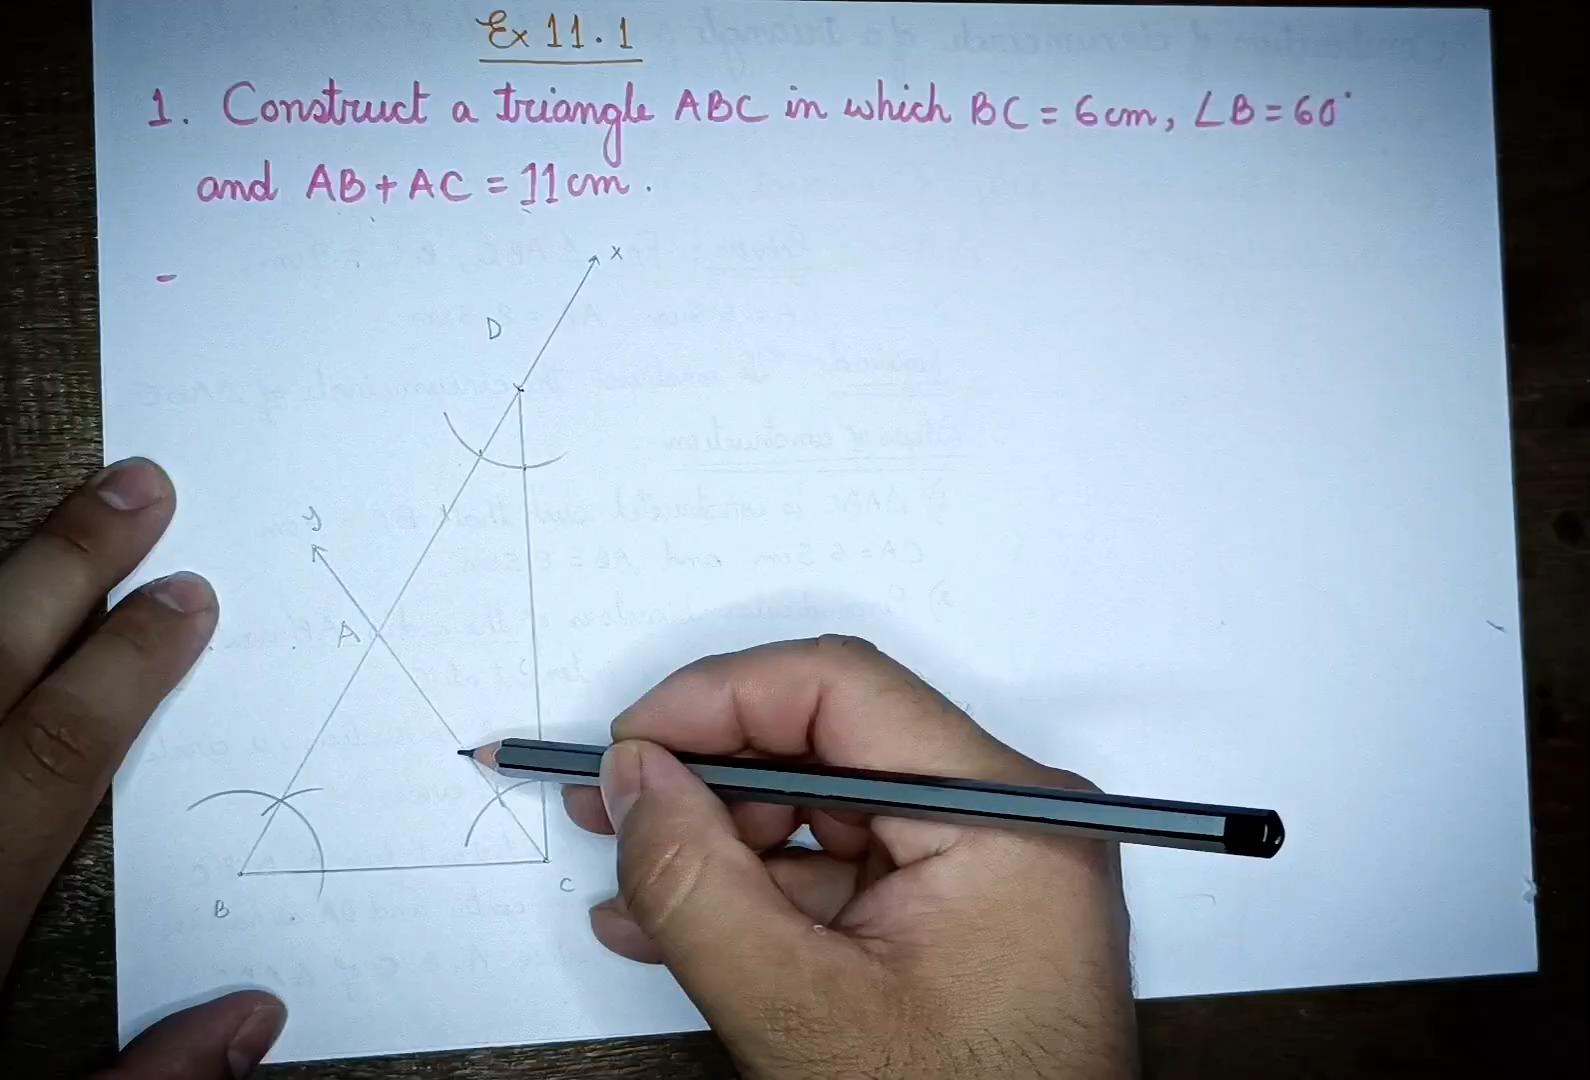 Ex 11.1
1. Construct a triangle ABC in which BC = 6cm, ∠B = 60°
and AB + AC = 11cm.
x
D
y
A
B
C